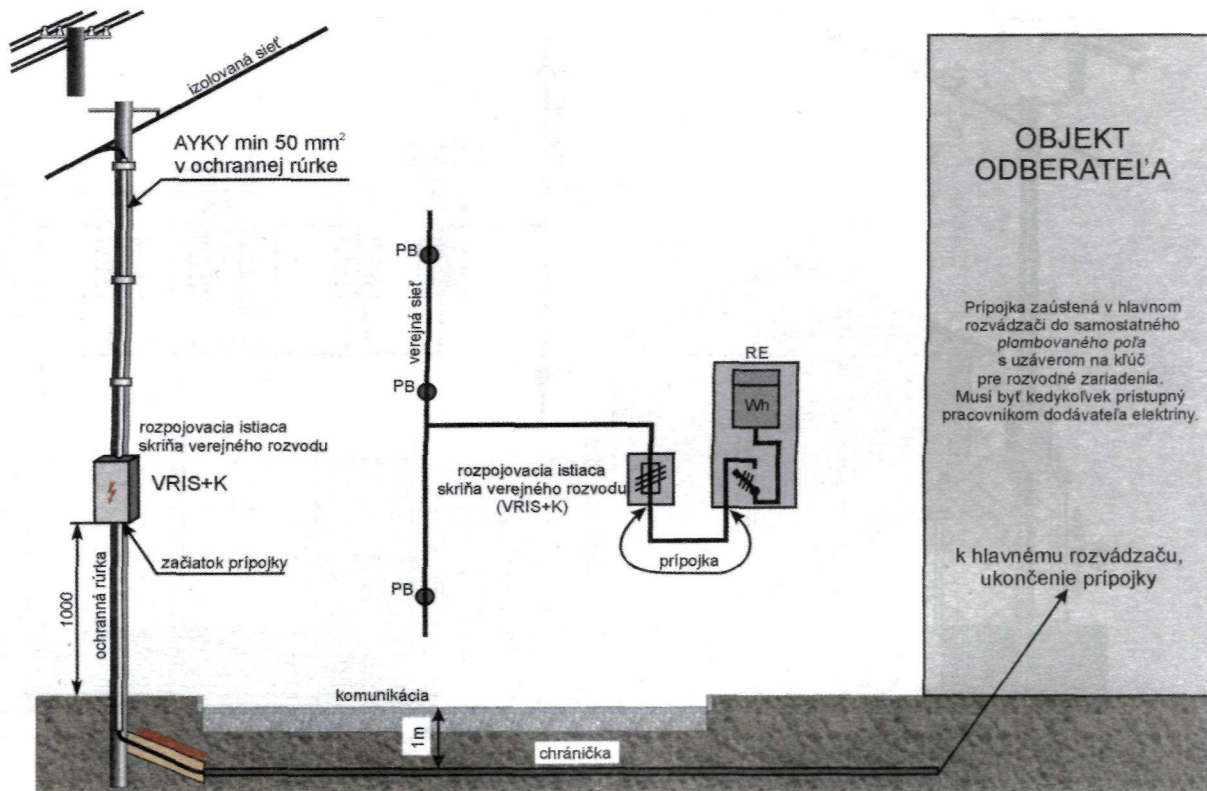 izolovaná sieť
AYKY min 50 mm²
v ochrannej rúrke
rozpojovacia istiaca
skriňa verejného rozvodu
VRIS+K
začiatok prípojky
1000
ochranná rúrka
PB
verejná sieť
PB
PB
rozpojovacia istiaca
skriňa verejného rozvodu
(VRIS+K)
RE
Wh
prípojka
komunikácia
1m
chránička
OBJEKT
ODBERATEĽA
Prípojka zaústená v hlavnom
rozvádzači do samostatného
plombovaného poľa
s uzáverom na kľúč
pre rozvodné zariadenia.
Musí byť kedykoľvek prístupný
pracovníkom dodávateľa elektriny.
k hlavnému rozvádzaču,
ukončenie prípojky